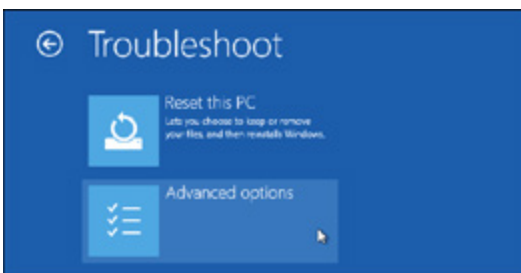 Troubleshoot
Reset this PC
Lets you choose to keep or remove
your files, and then reinstalls Windows.
Advanced options